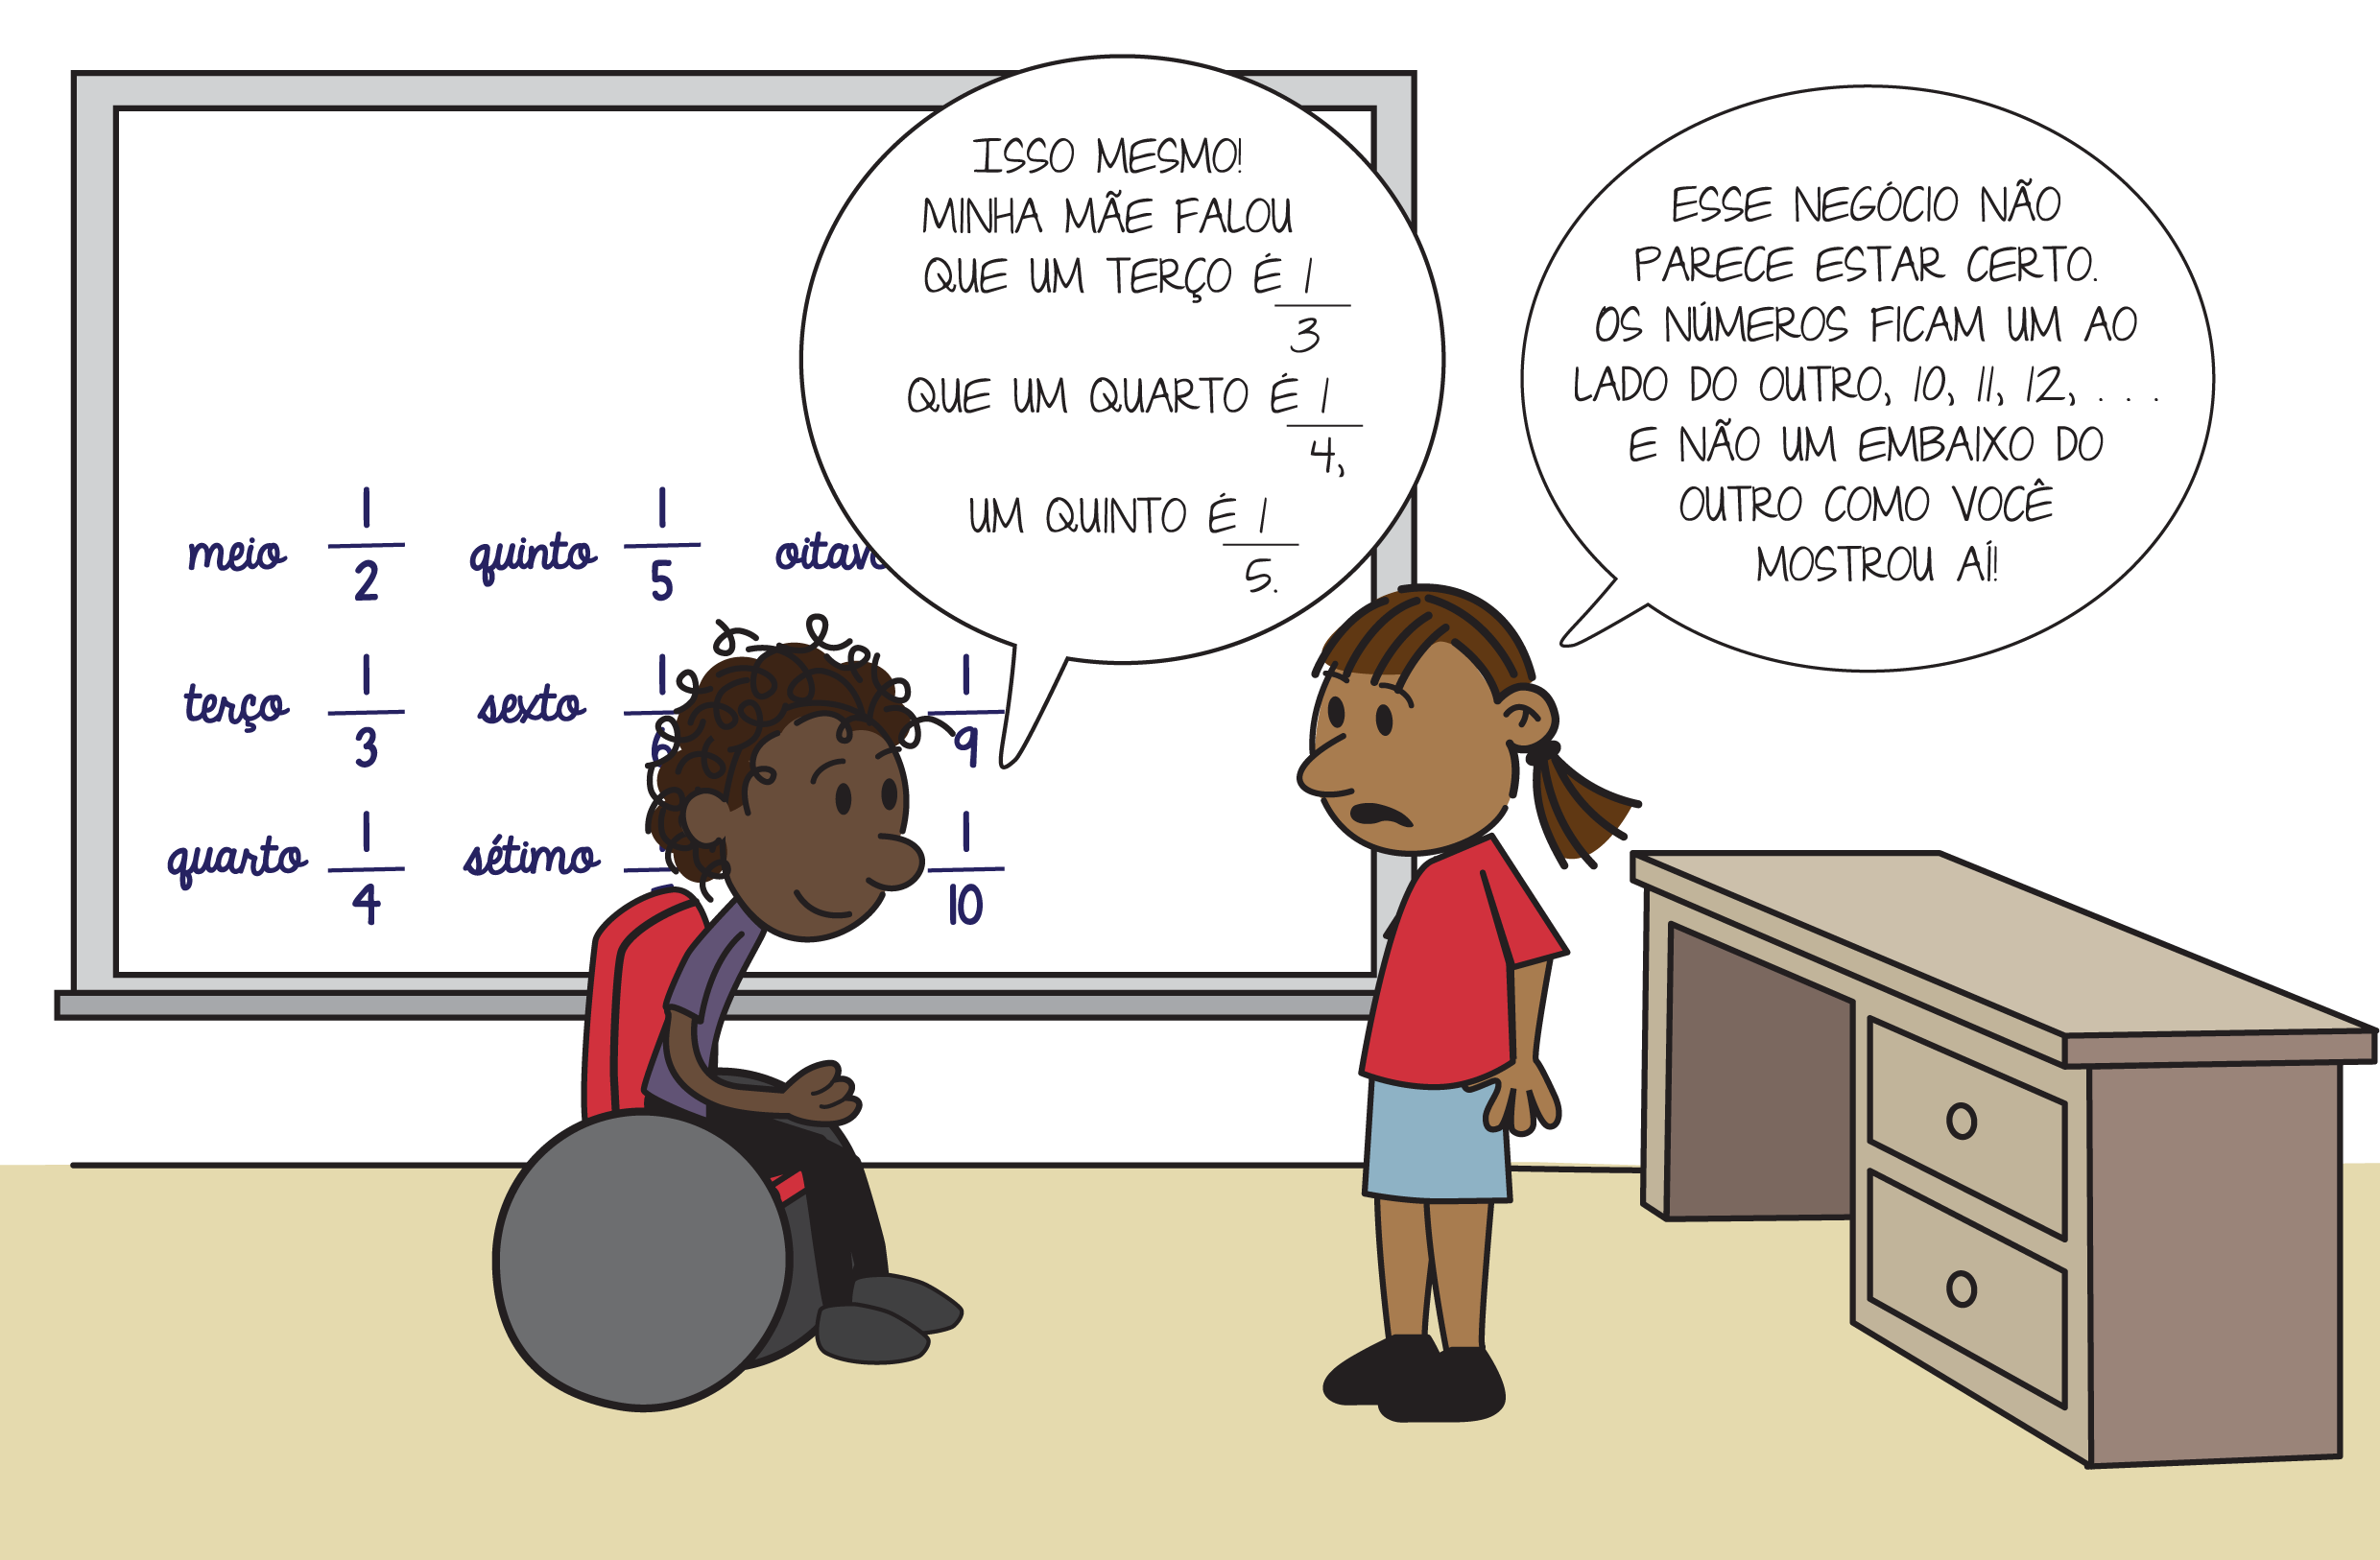 ISSO MESMO!
MINHA MÃE FALOU
QUE UM TERÇO É 1
3
QUE UM QUARTO É 1
4,
UM QUINTO É 1
5.
ESSE NEGÓCIO NÃO
PARECE ESTAR CERTO.
OS NÚMEROS FICAM UM AO
LADO DO OUTRO, 10, 11, 12, . . .
E NÃO UM EMBAIXO DO
OUTRO COMO VOCÊ
MOSTROU AÍ!
meio 1/2 quinto 1/5
terço 1/3 sexto 1/6 1/9
quarto 1/4 sétimo 1/10